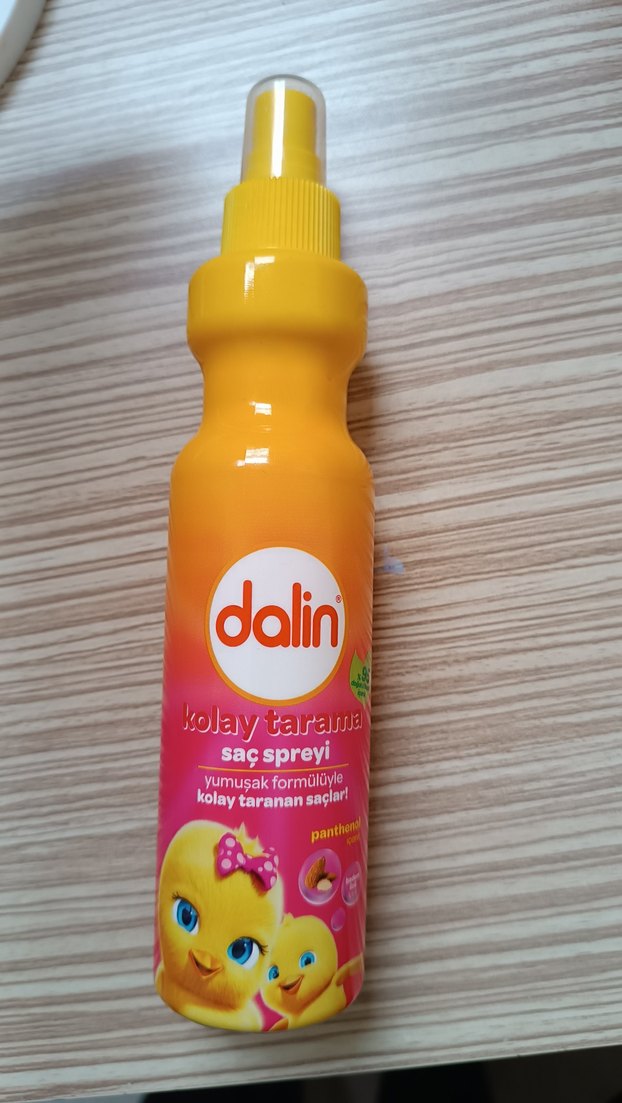 dalin®
kolay tarama
saç spreyi
yumuşak formülüyle
kolay taranan saçlar!
panthenol